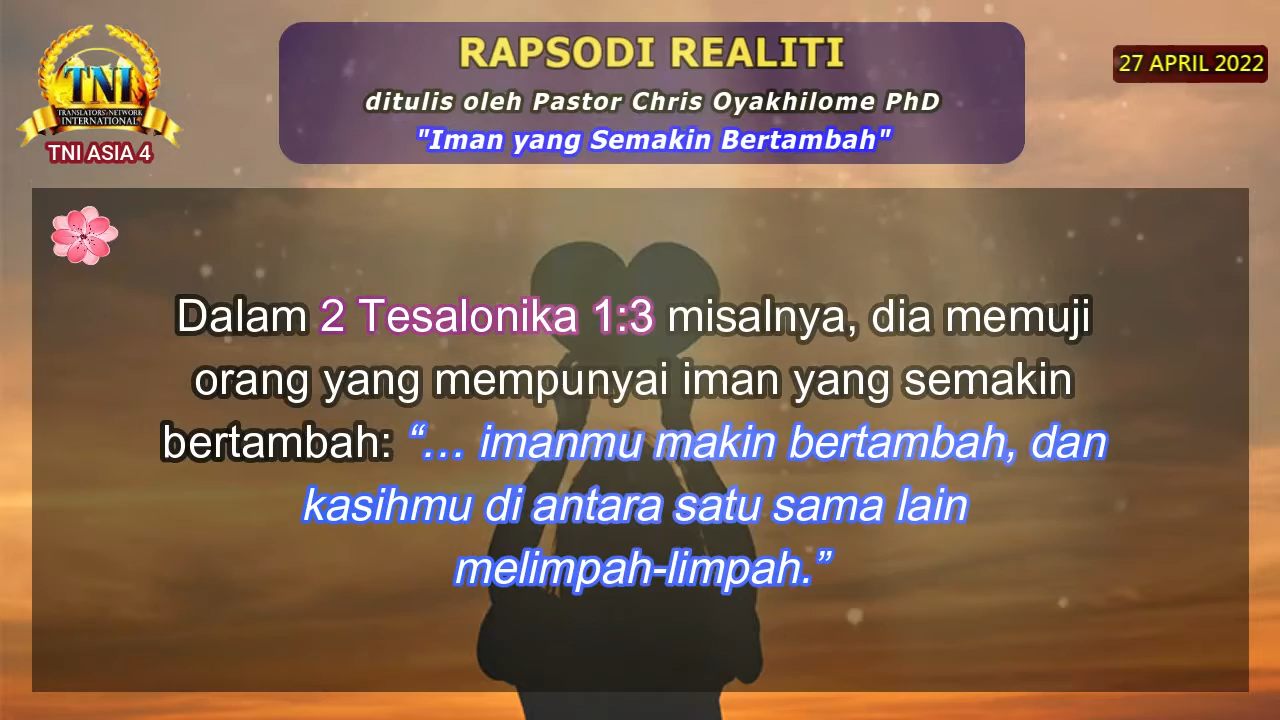 TNI
TRANSLATORS' NETWORK
INTERNATIONAL
TNI ASIA 4
RAPSODI REALITI
ditulis oleh Pastor Chris Oyakhilome PhD
"Iman yang Semakin Bertambah"
27 APRIL 2022
Dalam 2 Tesalonika 1:3 misalnya, dia memuji
orang yang mempunyai iman yang semakin
bertambah: “... imanmu makin bertambah, dan
kasihmu di antara satu sama lain
melimpah-limpah.”